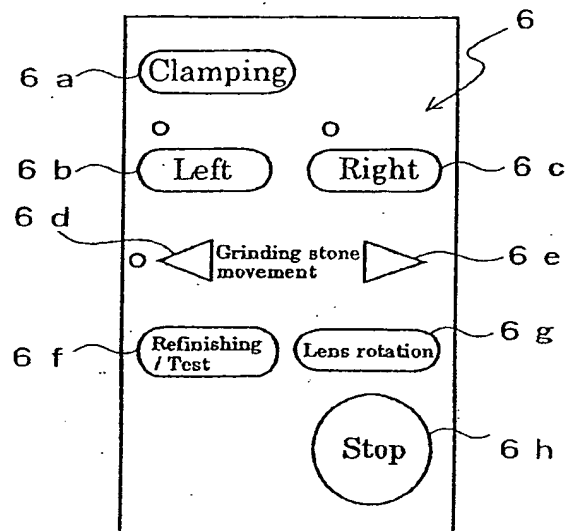 6
6 a Clamping
6 b Left Right 6 c
6 d
Grinding stone
movement 6 e
6 f Refinishing
/ Test Lens rotation 6 g
Stop 6 h